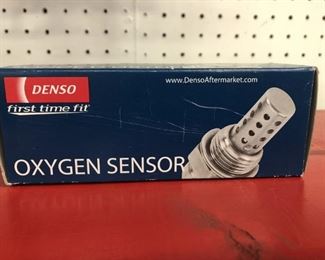 DENSO
first time fit®
www.DensoAftermarket.com
OXYGEN SENSOR